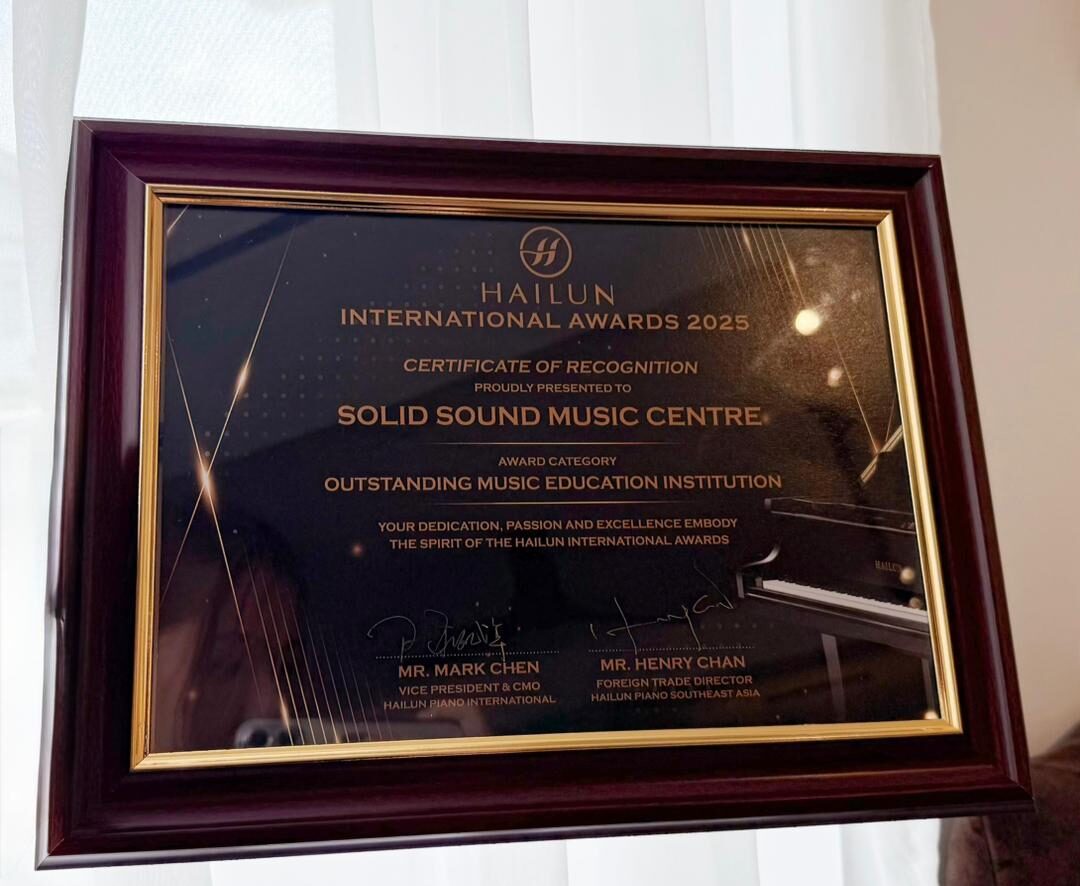 HAILUN
INTERNATIONAL AWARDS 2025
CERTIFICATE OF RECOGNITION
PROUDLY PRESENTED TO
SOLID SOUND MUSIC CENTRE
AWARD CATEGORY
OUTSTANDING MUSIC EDUCATION INSTITUTION
YOUR DEDICATION, PASSION AND EXCELLENCE EMBODY
THE SPIRIT OF THE HAILUN INTERNATIONAL AWARDS
HAILUN
MR. MARK CHEN
VICE PRESIDENT & CMO
HAILUN PIANO INTERNATIONAL
MR. HENRY CHAN
FOREIGN TRADE DIRECTOR
HAILUN PIANO SOUTHEAST ASIA